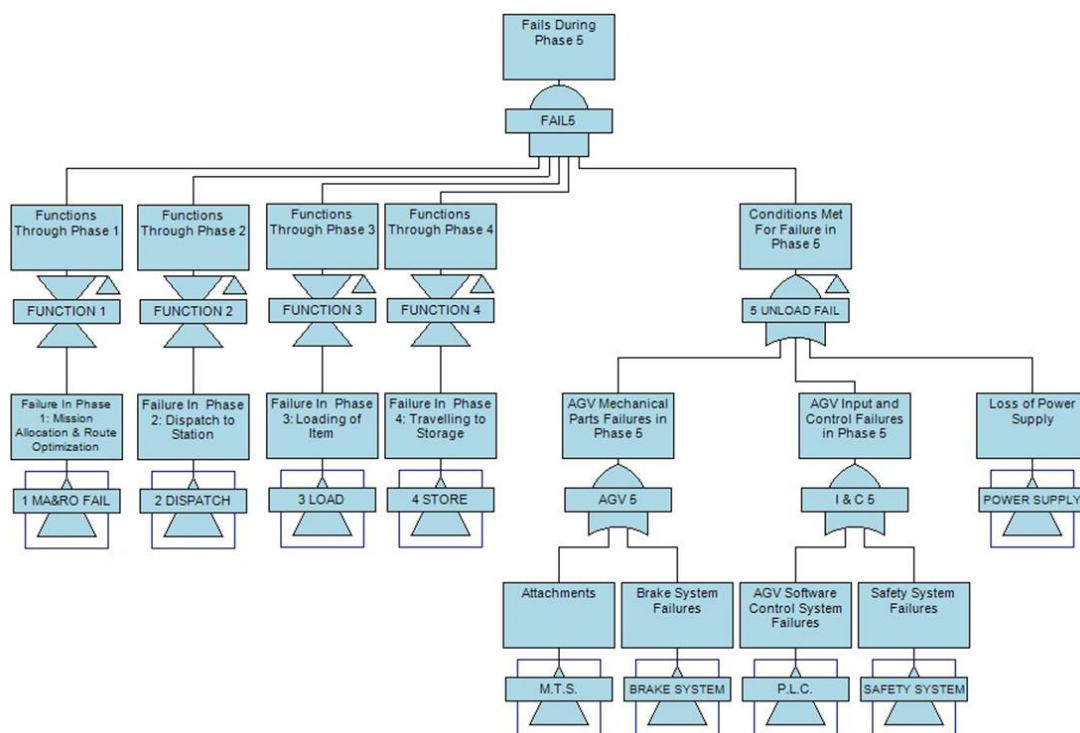 Fails During
Phase 5
FAIL5
Functions
Through Phase 1
Functions
Through Phase 2
Functions
Through Phase 3
Functions
Through Phase 4
Conditions Met
For Failure in
Phase 5
FUNCTION 1
FUNCTION 2
FUNCTION 3
FUNCTION 4
5 UNLOAD FAIL
Failure In Phase
1: Mission
Allocation & Route
Optimization
Failure In Phase
2: Dispatch to
Station
Failure In Phase
3: Loading of
Item
Failure In Phase
4: Travelling to
Storage
AGV Mechanical
Parts Failures in
Phase 5
AGV Input and
Control Failures
in Phase 5
Loss of Power
Supply
1 MA&RO FAIL
2 DISPATCH
3 LOAD
4 STORE
AGV 5
I & C 5
POWER SUPPLY
Attachments
Brake System
Failures
AGV Software
Control System
Failures
Safety System
Failures
M.T.S.
BRAKE SYSTEM
P.L.C.
SAFETY SYSTEM